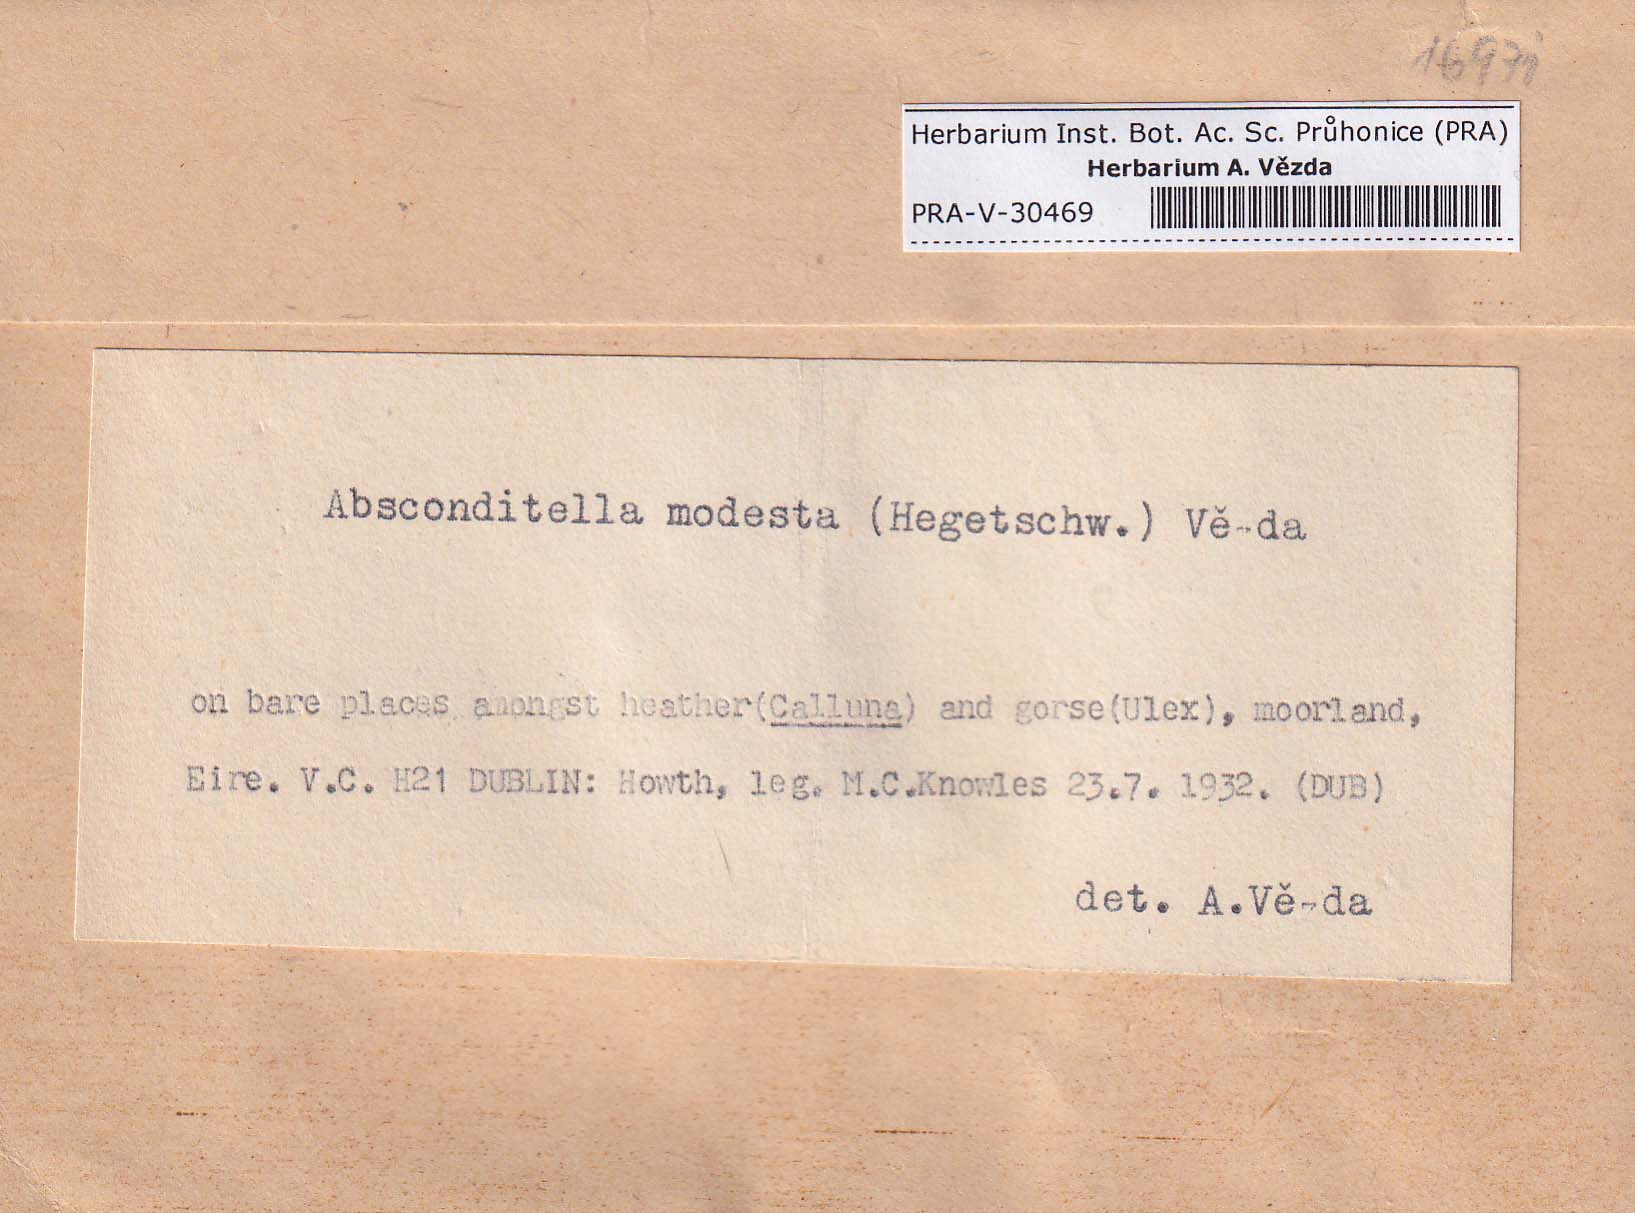 Herbarium Inst. Bot. Ac. Sc. Průhonice (PRA)
Herbarium A. Vězda
PRA-V-30469
Absconditella modesta (Hegetschw.) Vě-da
on bare places amongst heather(Calluna) and gorse(Ulex), moorland,
Eire. V.C. H21 DUBLIN: Howth, leg. M.C.Knowles 23.7. 1932. (DUB)
det. A.Vě-da